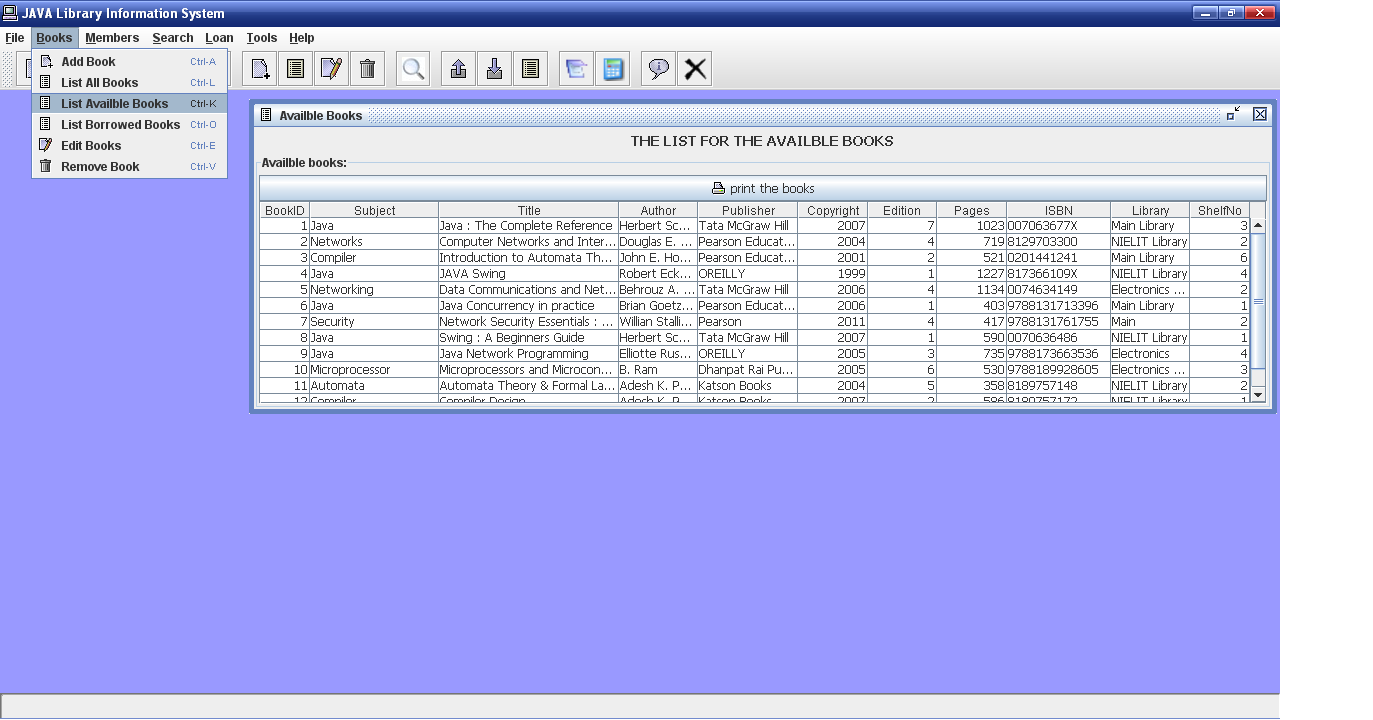 JAVA Library Information System
File Books Members Search Loan Tools Help
Add Book Ctrl-A
List All Books Ctrl-L
List Availble Books Ctrl-K
List Borrowed Books Ctrl-O
Edit Books Ctrl-E
Remove Book Ctrl-V
Availble Books
THE LIST FOR THE AVAILBLE BOOKS
Availble books:
print the books
BookID Subject Title Author Publisher Copyright Edition Pages ISBN Library ShelfNo
1 Java Java : The Complete Reference Herbert Sc... Tata McGraw Hill 2007 7 1023 007063677X Main Library 3
2 Networks Computer Networks and Inter... Douglas E. ... Pearson Educat... 2004 4 719 8129703300 NIELIT Library 2
3 Compiler Introduction to Automata Th... John E. Ho... Pearson Educat... 2001 2 521 0201441241 Main Library 6
4 Java JAVA Swing Robert Eck... OREILLY 1999 1 1227 817366109X NIELIT Library 4
5 Networking Data Communications and Net... Behrouz A. ... Tata McGraw Hill 2006 4 1134 0074634149 Electronics ... 2
6 Java Java Concurrency in practice Brian Goetz... Pearson Educat... 2006 1 403 9788131713396 Main Library 1
7 Security Network Security Essentials : ... Willian Stalli... Pearson 2011 4 417 9788131761755 Main 2
8 Java Swing : A Beginners Guide Herbert Sc... Tata McGraw Hill 2007 1 590 0070636486 NIELIT Library 1
9 Java Java Network Programming Elliotte Rus... OREILLY 2005 3 735 9788173663536 Electronics 4
10 Microprocessor Microprocessors and Microcon... B. Ram Dhanpat Rai Pu... 2005 6 530 9788189928605 Electronics ... 3
11 Automata Automata Theory & Formal La... Adesh K. P... Katson Books 2004 5 358 8189757148 NIELIT Library 2
12 Compiler Compiler Design Adesh K. P... Katson Books 2007 2 NIELIT Library 1